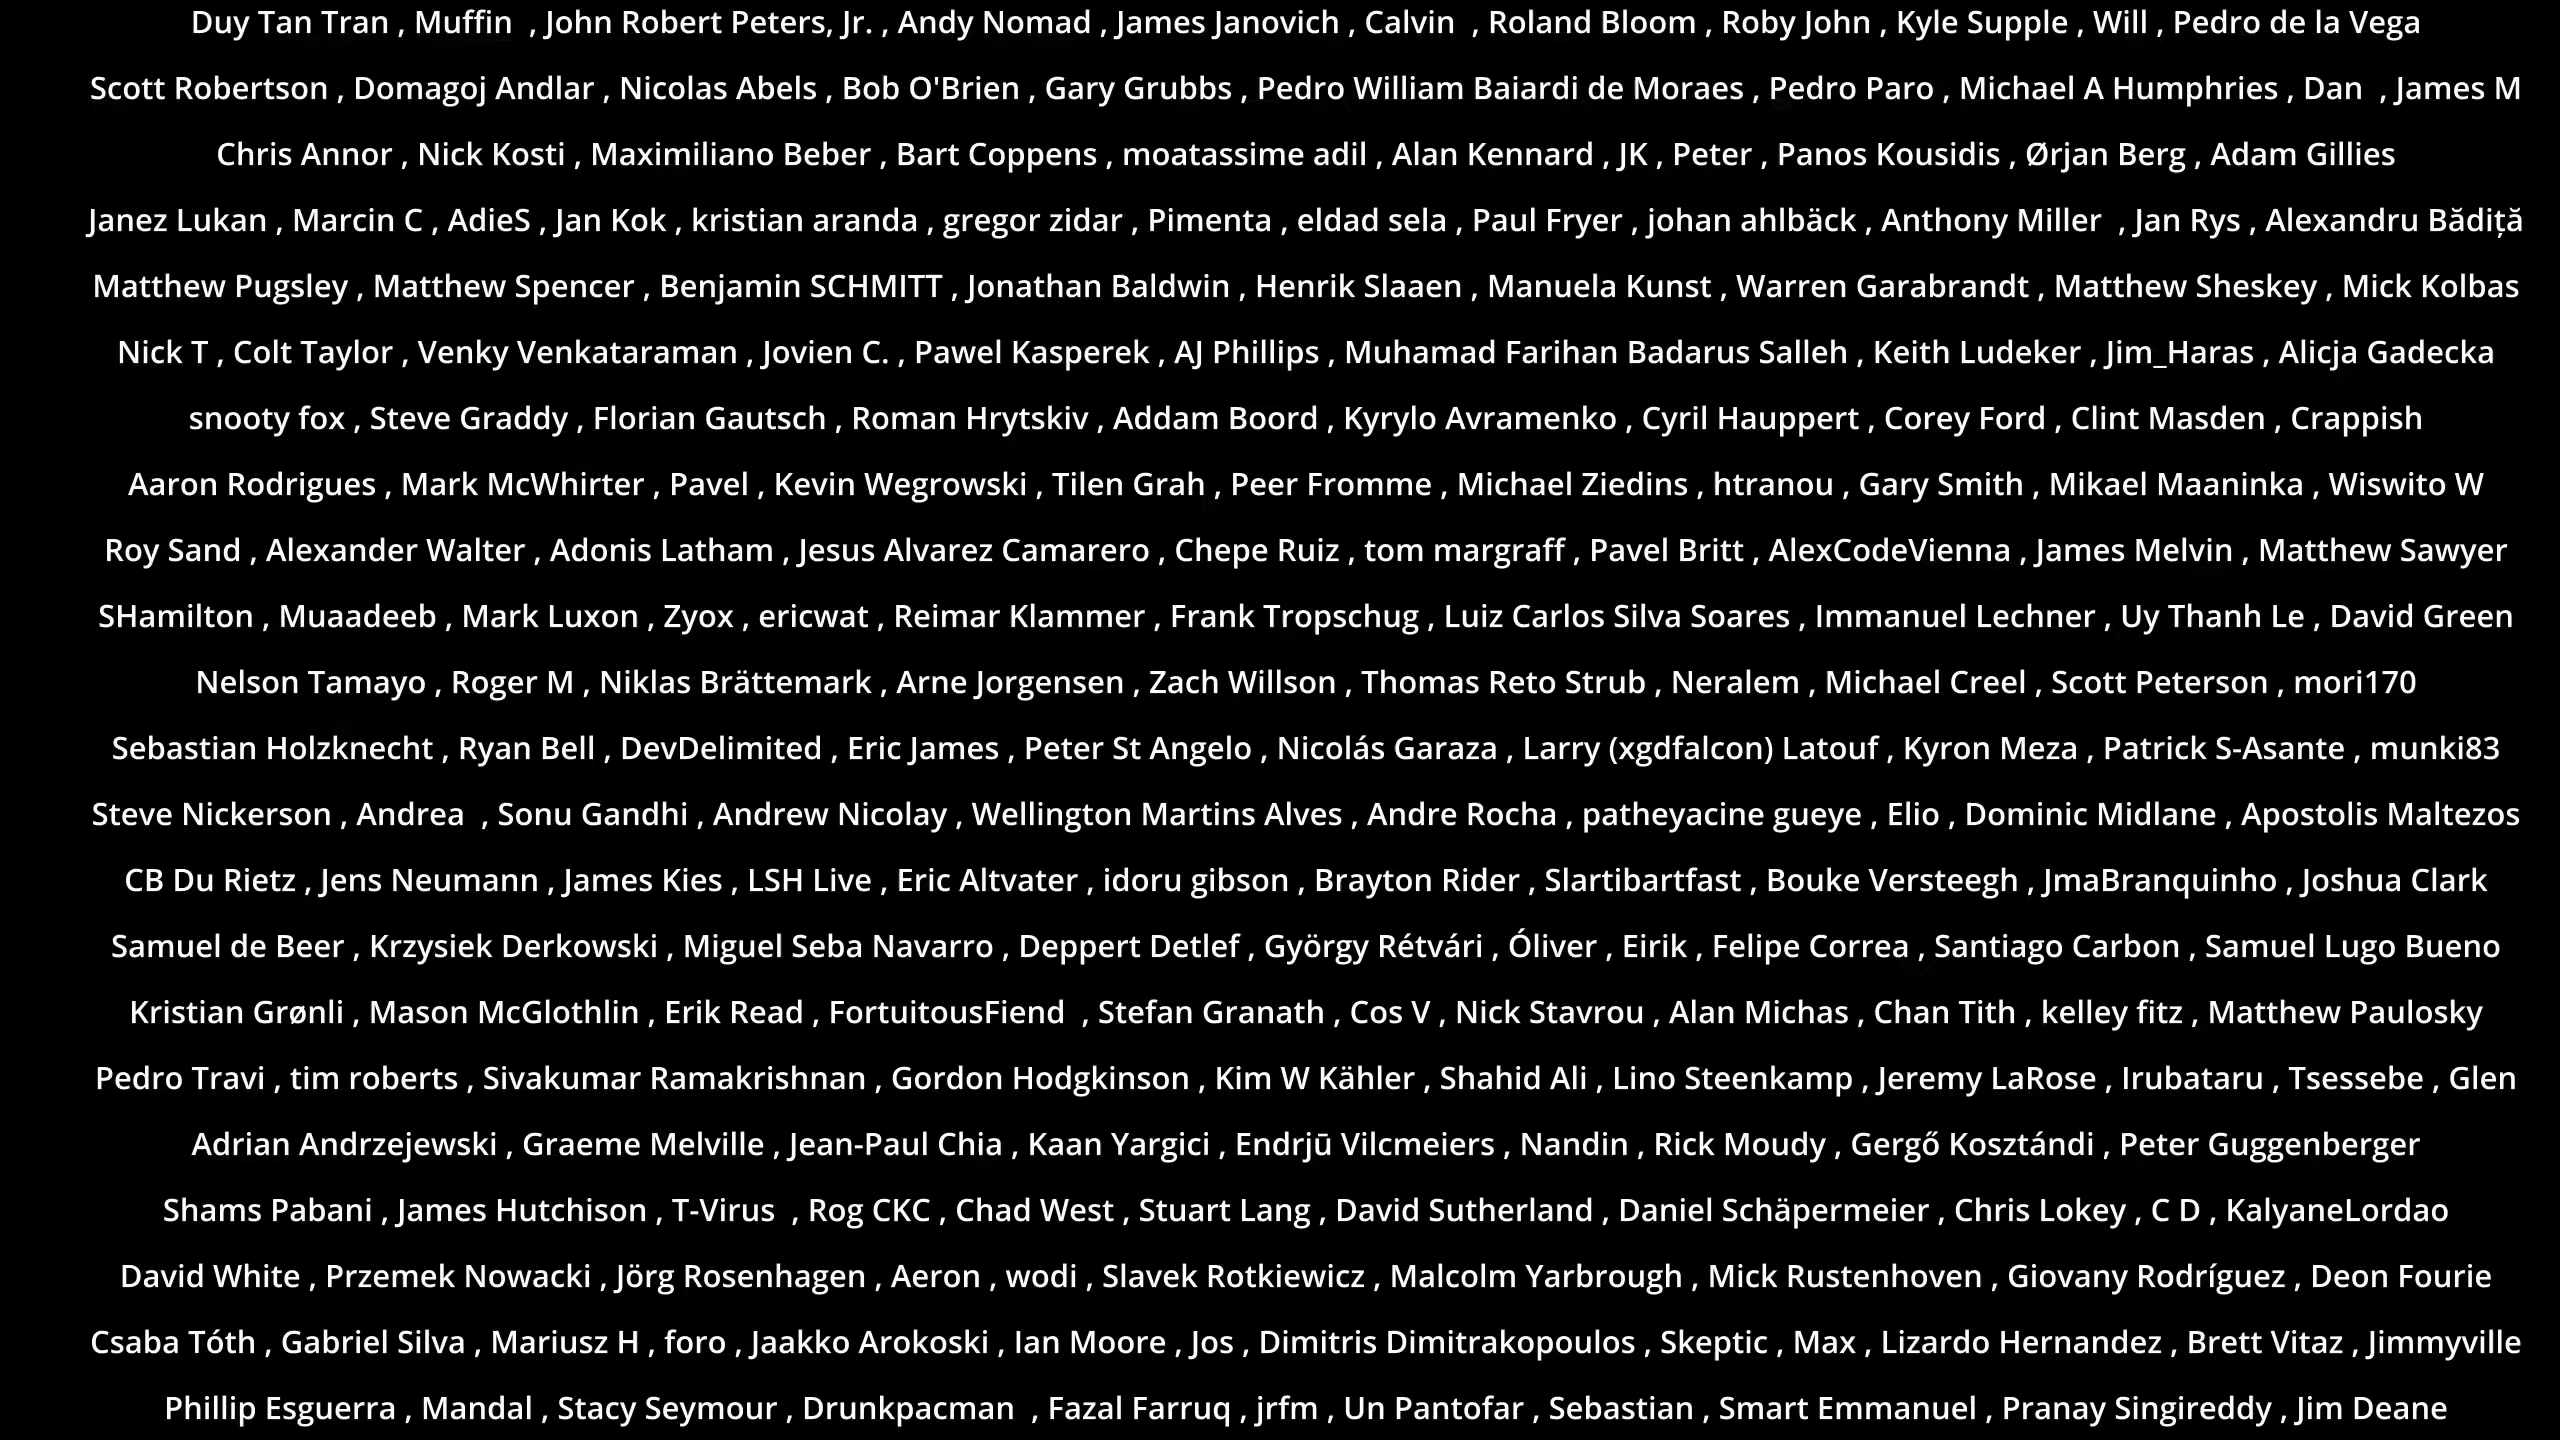 Duy Tan Tran , Muffin  , John Robert Peters, Jr. , Andy Nomad , James Janovich , Calvin  , Roland Bloom , Roby John , Kyle Supple , Will , Pedro de la Vega
Scott Robertson , Domagoj Andlar , Nicolas Abels , Bob O'Brien , Gary Grubbs , Pedro William Baiardi de Moraes , Pedro Paro , Michael A Humphries , Dan  , James M
Chris Annor , Nick Kosti , Maximiliano Beber , Bart Coppens , moatassime adil , Alan Kennard , JK , Peter , Panos Kousidis , Ørjan Berg , Adam Gillies
Janez Lukan , Marcin C , AdieS , Jan Kok , kristian aranda , gregor zidar , Pimenta , eldad sela , Paul Fryer , johan ahlbäck , Anthony Miller  , Jan Rys , Alexandru Bădiță
Matthew Pugsley , Matthew Spencer , Benjamin SCHMITT , Jonathan Baldwin , Henrik Slaaen , Manuela Kunst , Warren Garabrandt , Matthew Sheskey , Mick Kolbas
Nick T , Colt Taylor , Venky Venkataraman , Jovien C. , Pawel Kasperek , AJ Phillips , Muhamad Farihan Badarus Salleh , Keith Ludeker , Jim_Haras , Alicja Gadecka
snooty fox , Steve Graddy , Florian Gautsch , Roman Hrytskiv , Addam Boord , Kyrylo Avramenko , Cyril Hauppert , Corey Ford , Clint Masden , Crappish
Aaron Rodrigues , Mark McWhirter , Pavel , Kevin Wegrowski , Tilen Grah , Peer Fromme , Michael Ziedins , htranou , Gary Smith , Mikael Maaninka , Wiswito W
Roy Sand , Alexander Walter , Adonis Latham , Jesus Alvarez Camarero , Chepe Ruiz , tom margraff , Pavel Britt , AlexCodeVienna , James Melvin , Matthew Sawyer
SHamilton , Muaadeeb , Mark Luxon , Zyox , ericwat , Reimar Klammer , Frank Tropschug , Luiz Carlos Silva Soares , Immanuel Lechner , Uy Thanh Le , David Green
Nelson Tamayo , Roger M , Niklas Brättemark , Arne Jorgensen , Zach Willson , Thomas Reto Strub , Neralem , Michael Creel , Scott Peterson , mori170
Sebastian Holzknecht , Ryan Bell , DevDelimited , Eric James , Peter St Angelo , Nicolás Garaza , Larry (xgdfalcon) Latouf , Kyron Meza , Patrick S-Asante , munki83
Steve Nickerson , Andrea  , Sonu Gandhi , Andrew Nicolay , Wellington Martins Alves , Andre Rocha , patheyacine gueye , Elio , Dominic Midlane , Apostolis Maltezos
CB Du Rietz , Jens Neumann , James Kies , LSH Live , Eric Altvater , idoru gibson , Brayton Rider , Slartibartfast , Bouke Versteegh , JmaBranquinho , Joshua Clark
Samuel de Beer , Krzysiek Derkowski , Miguel Seba Navarro , Deppert Detlef , György Rétvári , Óliver , Eirik , Felipe Correa , Santiago Carbon , Samuel Lugo Bueno
Kristian Grønli , Mason McGlothlin , Erik Read , FortuitousFiend  , Stefan Granath , Cos V , Nick Stavrou , Alan Michas , Chan Tith , kelley fitz , Matthew Paulosky
Pedro Travi , tim roberts , Sivakumar Ramakrishnan , Gordon Hodgkinson , Kim W Kähler , Shahid Ali , Lino Steenkamp , Jeremy LaRose , Irubataru , Tsessebe , Glen
Adrian Andrzejewski , Graeme Melville , Jean-Paul Chia , Kaan Yargici , Endrjū Vilcmeiers , Nandin , Rick Moudy , Gergő Kosztándi , Peter Guggenberger
Shams Pabani , James Hutchison , T-Virus  , Rog CKC , Chad West , Stuart Lang , David Sutherland , Daniel Schäpermeier , Chris Lokey , C D , KalyaneLordao
David White , Przemek Nowacki , Jörg Rosenhagen , Aeron , wodi , Slavek Rotkiewicz , Malcolm Yarbrough , Mick Rustenhoven , Giovany Rodríguez , Deon Fourie
Csaba Tóth , Gabriel Silva , Mariusz H , foro , Jaakko Arokoski , Ian Moore , Jos , Dimitris Dimitrakopoulos , Skeptic , Max , Lizardo Hernandez , Brett Vitaz , Jimmyville
Phillip Esguerra , Mandal , Stacy Seymour , Drunkpacman  , Fazal Farruq , jrfm , Un Pantofar , Sebastian , Smart Emmanuel , Pranay Singireddy , Jim Deane